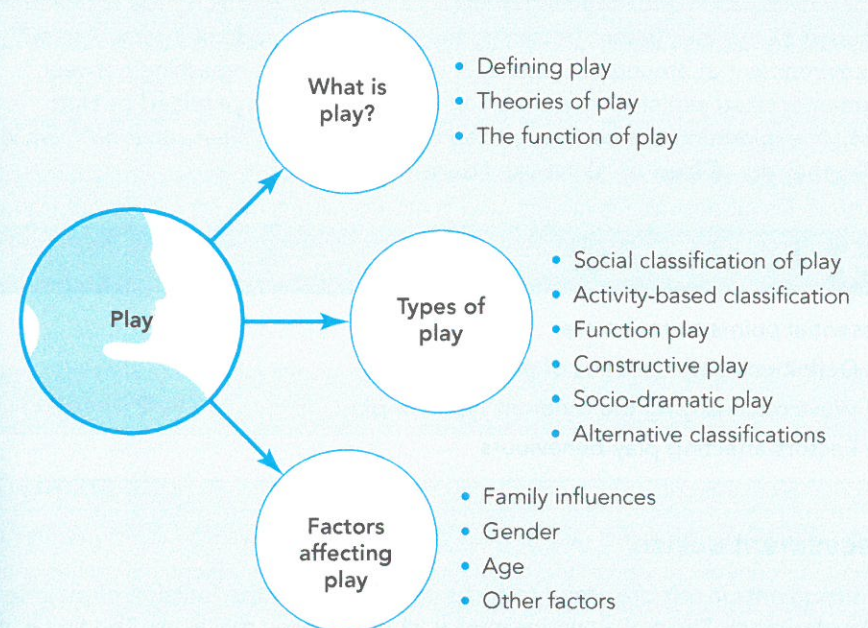 Play
What is
play?
• Defining play
• Theories of play
• The function of play
Types of
play
• Social classification of play
• Activity-based classification
• Function play
• Constructive play
• Socio-dramatic play
• Alternative classifications
Factors
affecting
play
• Family influences
• Gender
• Age
• Other factors